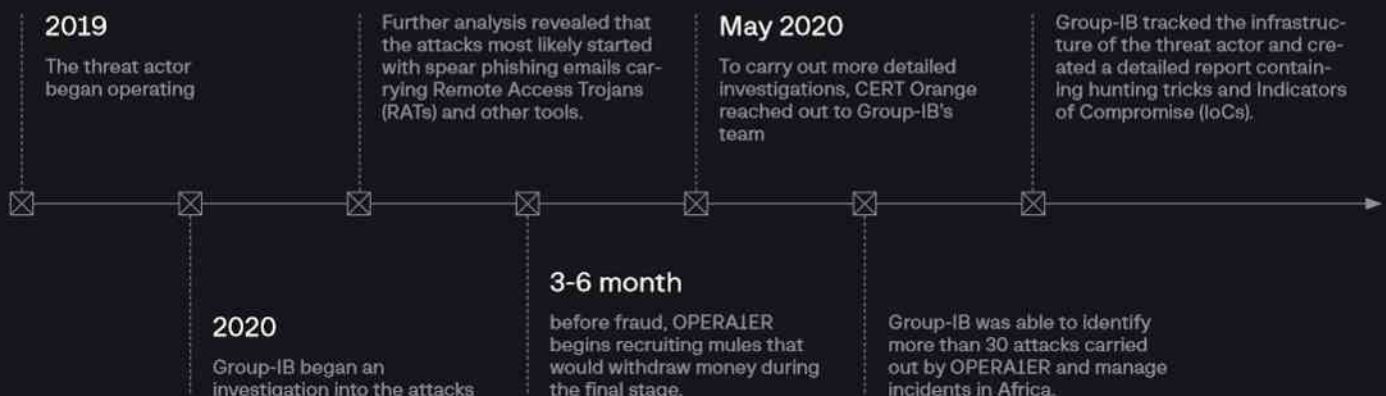 2019
The threat actor
began operating
Further analysis revealed that
the attacks most likely started
with spear phishing emails car-
rying Remote Access Trojans
(RATs) and other tools.
May 2020
To carry out more detailed
investigations, CERT Orange
reached out to Group-IB's
team
Group-IB tracked the infrastruc-
ture of the threat actor and cre-
ated a detailed report contain-
ing hunting tricks and Indicators
of Compromise (IoCs).
2020
Group-IB began an
investigation into the attacks
3-6 month
before fraud, OPERA1ER
begins recruiting mules that
would withdraw money during
the final stage.
Group-IB was able to identify
more than 30 attacks carried
out by OPERA1ER and manage
incidents in Africa.